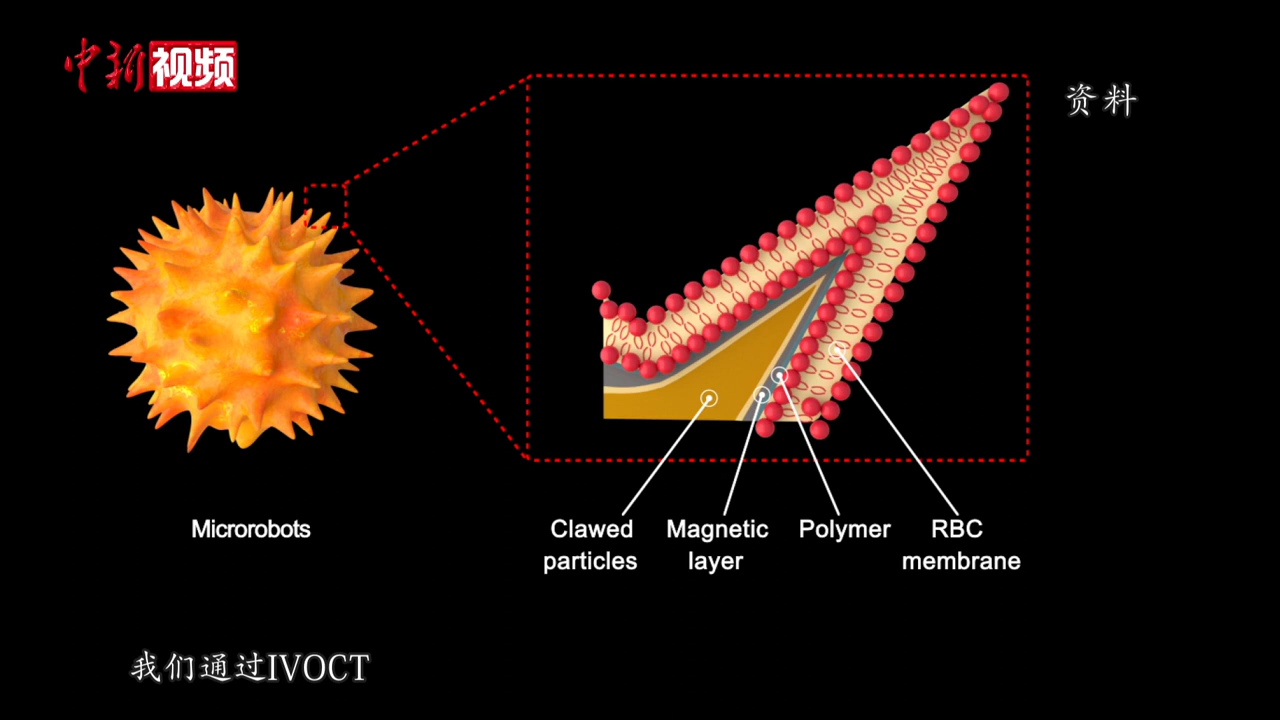 中新视频
资料
Microrobots
Clawed
particles
Magnetic
layer
Polymer
RBC
membrane
我们通过IVOCT